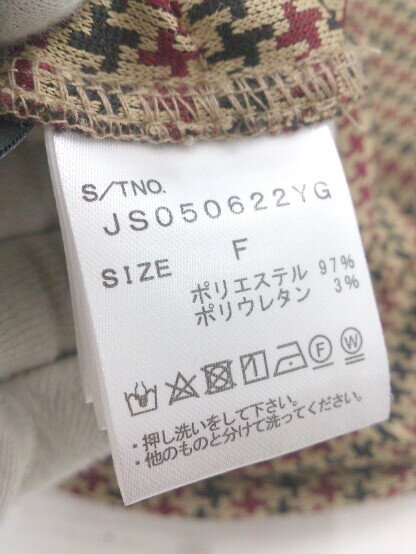 S/TNO.
JS050622YG
SIZE F
ポリエステル 97%
ポリウレタン 3%
F W
・押し洗いをして下さい。
・他のものと分けて洗ってください。